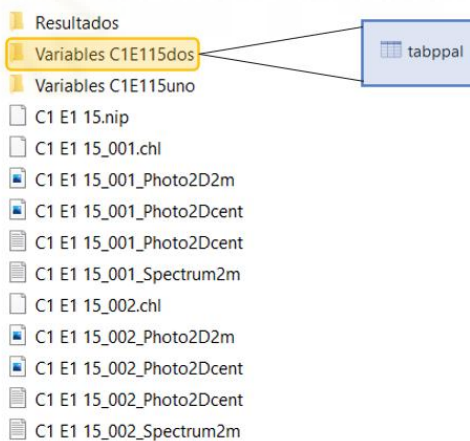 Resultados
Variables C1E115dos
tabppal
Variables C1E115uno
C1 E1 15.nip
C1 E1 15_001.chl
C1 E1 15_001_Photo2D2m
C1 E1 15_001_Photo2Dcent
C1 E1 15_001_Photo2Dcent
C1 E1 15_001_Spectrum2m
C1 E1 15_002.chl
C1 E1 15_002_Photo2D2m
C1 E1 15_002_Photo2Dcent
C1 E1 15_002_Photo2Dcent
C1 E1 15_002_Spectrum2m